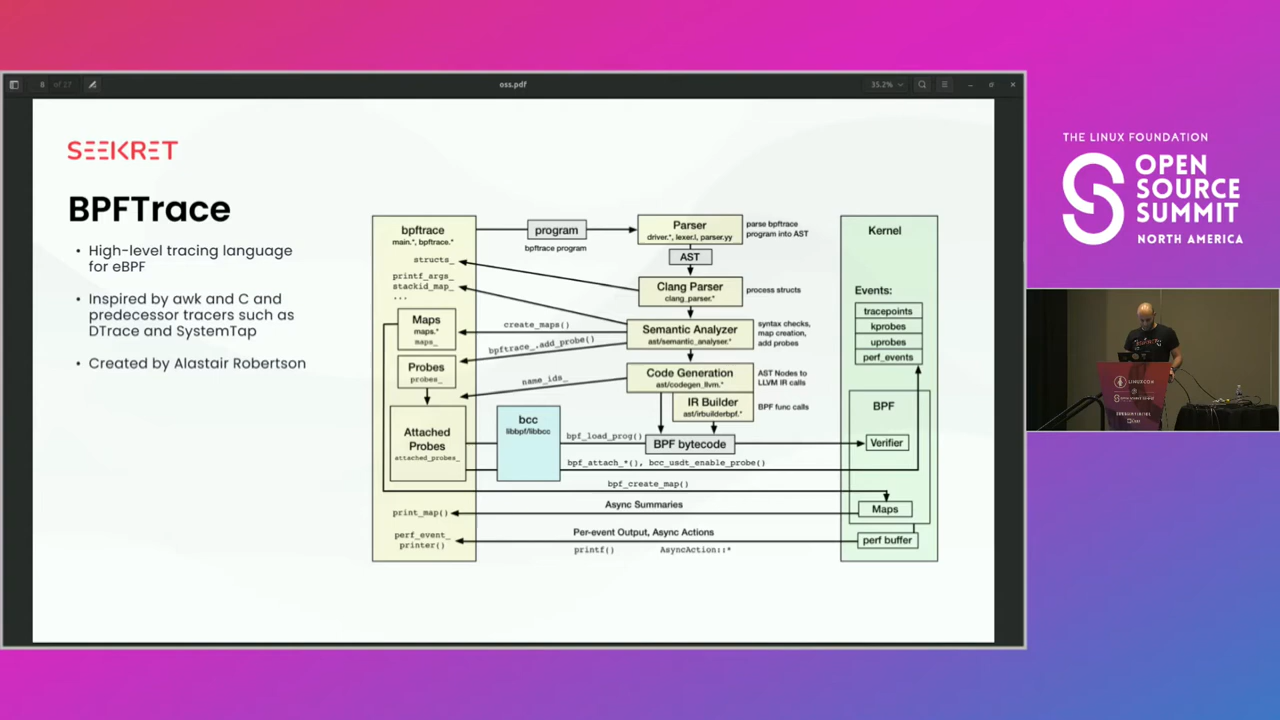 8 of 27
oss.pdf
35.2%
SEEKRET
BPFTrace
• High-level tracing language
for eBPF
• Inspired by awk and C and
predecessor tracers such as
DTrace and SystemTap
• Created by Alastair Robertson
bpftrace
main.*, bpftrace.*
structs_
printf_args_
stackid_map_
...
Maps
maps.*
maps_
Probes
probes_
Attached
Probes
attached_probes_
print_map()
perf_event_
printer()
program
bpftrace program
create_maps()
bpftrace_.add_probe()
name_ids_
bcc
libbpf/libbcc
Parser
driver.*, lexer.l, parser.yy
parse bpftrace
program into AST
AST
Clang Parser
clang_parser.*
process structs
Semantic Analyzer
ast/semantic_analyser.*
syntax checks,
map creation,
add probes
Code Generation
ast/codegen_llvm.*
AST Nodes to
LLVM IR calls
IR Builder
ast/irbuilderbpf.*
BPF func calls
bpf_load_prog()
BPF bytecode
bpf_attach_*(), bcc_usdt_enable_probe()
bpf_create_map()
Async Summaries
Per-event Output, Async Actions
printf() AsyncAction::*
Kernel
Events:
tracepoints
kprobes
uprobes
perf_events
BPF
Verifier
Maps
perf buffer
THE LINUX FOUNDATION
OPEN
SOURCE
SUMMIT
NORTH AMERICA
SEEKRET
LINUXCON